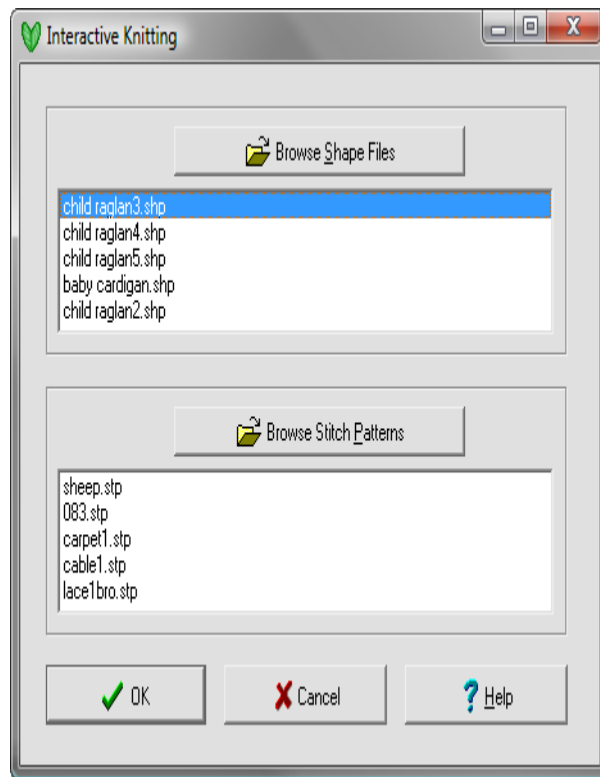 Interactive Knitting
Browse Shape Files
child raglan3.shp
child raglan4.shp
child raglan5.shp
baby cardigan.shp
child raglan2.shp
Browse Stitch Patterns
sheep.stp
083.stp
carpet1.stp
cable1.stp
lace1bro.stp
OK
Cancel
Help